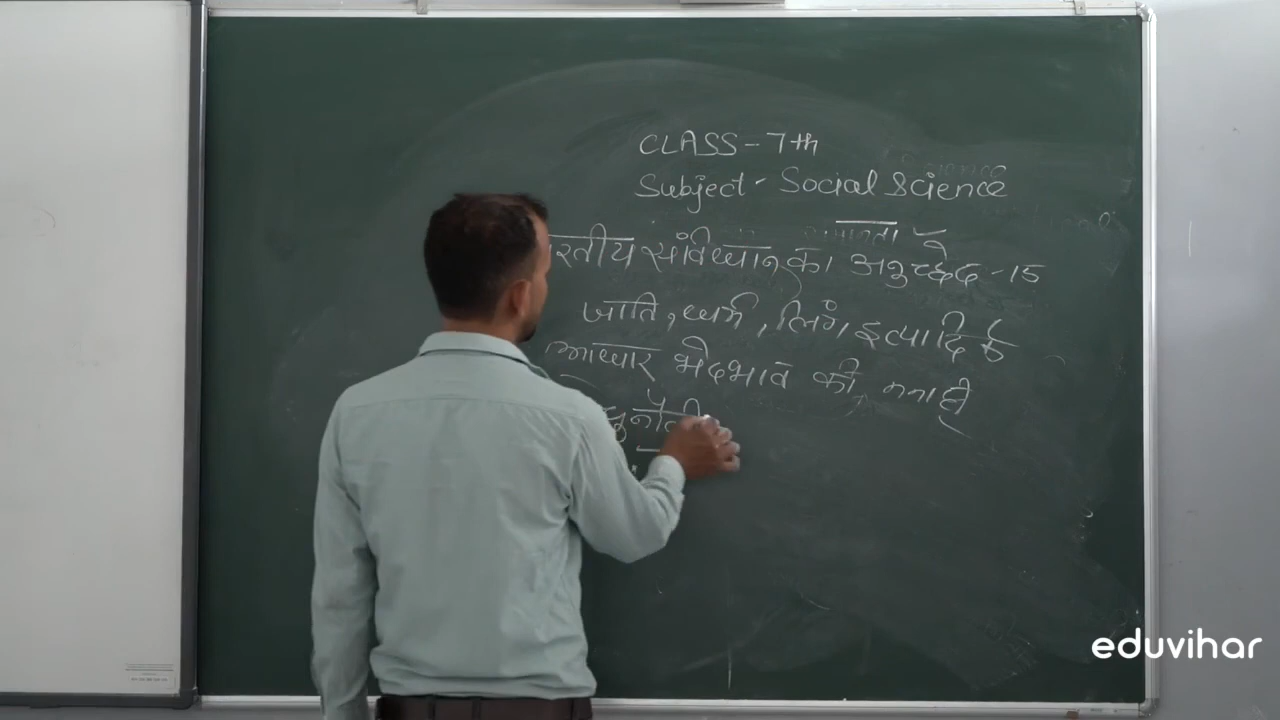 CLASS - 7th
Subject - Social Science
रतीय संविधान का अनुच्छेद - 15
जाति, धर्म, लिंग, इत्यादि के
आधार भेदभाव की मनाही
चुनौती
eduvihar